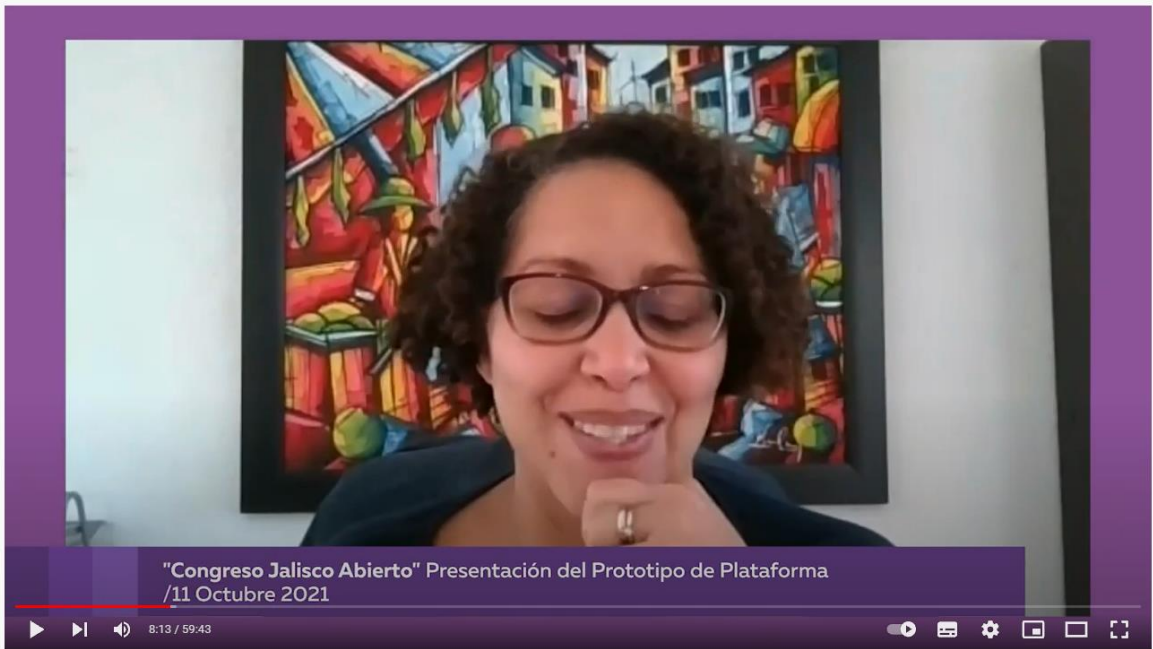 "Congreso Jalisco Abierto" Presentación del Prototipo de Plataforma
/11 Octubre 2021
8:13 / 59:43